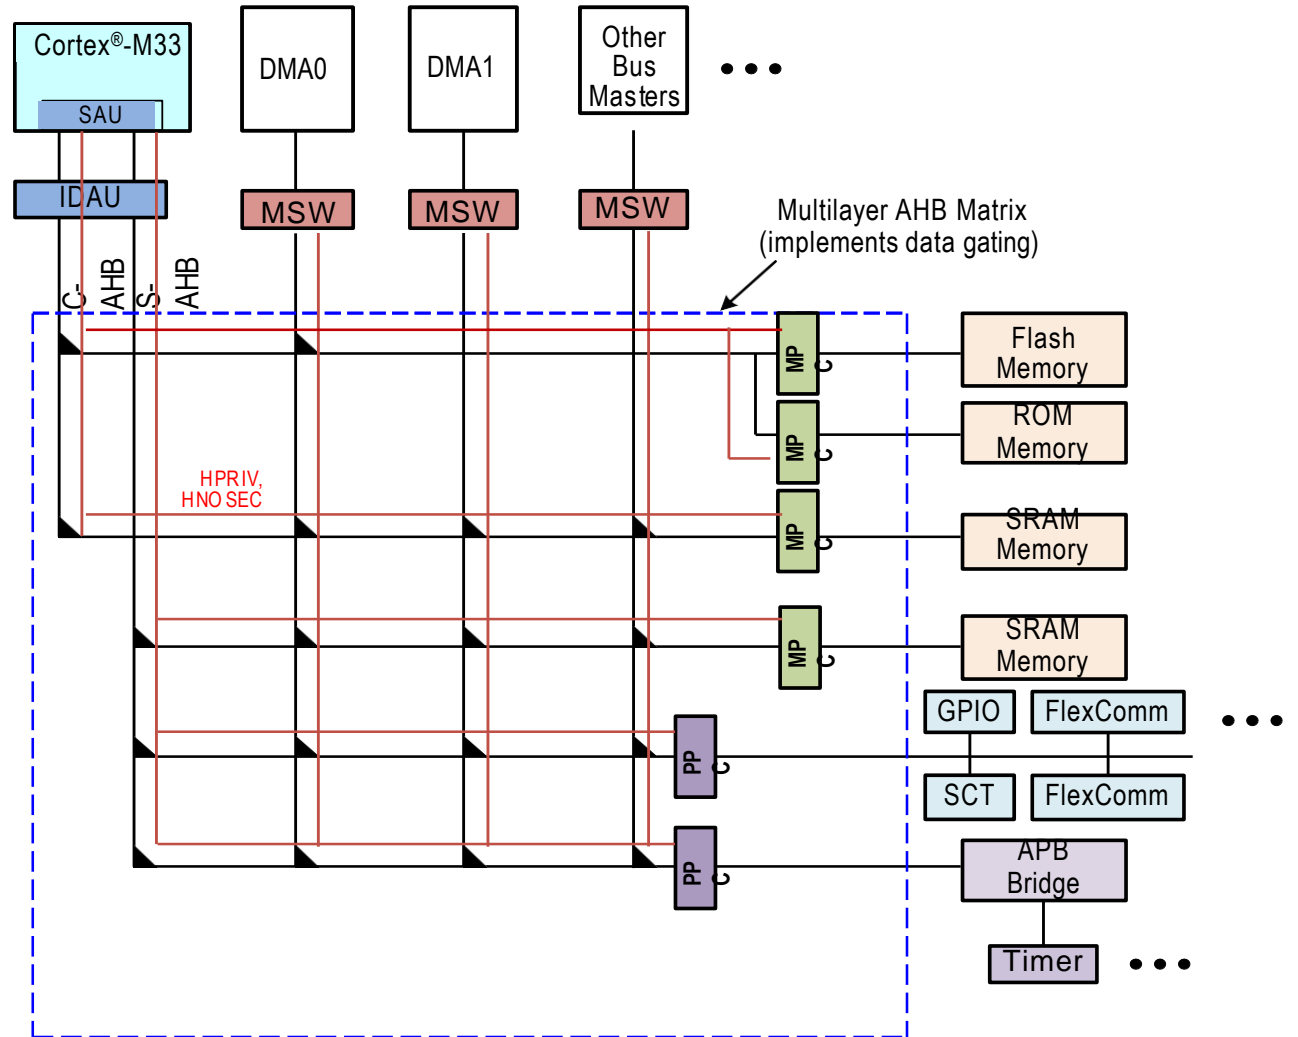 Cortex®-M33
SAU
IDAU
DMA0
DMA1
Other
Bus
Masters
MSW
MSW
MSW
Multilayer AHB Matrix
(implements data gating)
C-
AHB
S-
AHB
HPRIV,
HNOSEC
MP
C
Flash
Memory
MP
C
ROM
Memory
MP
C
SRAM
Memory
MP
C
SRAM
Memory
PP
C
GPIO
FlexComm
SCT
FlexComm
PP
C
APB
Bridge
Timer